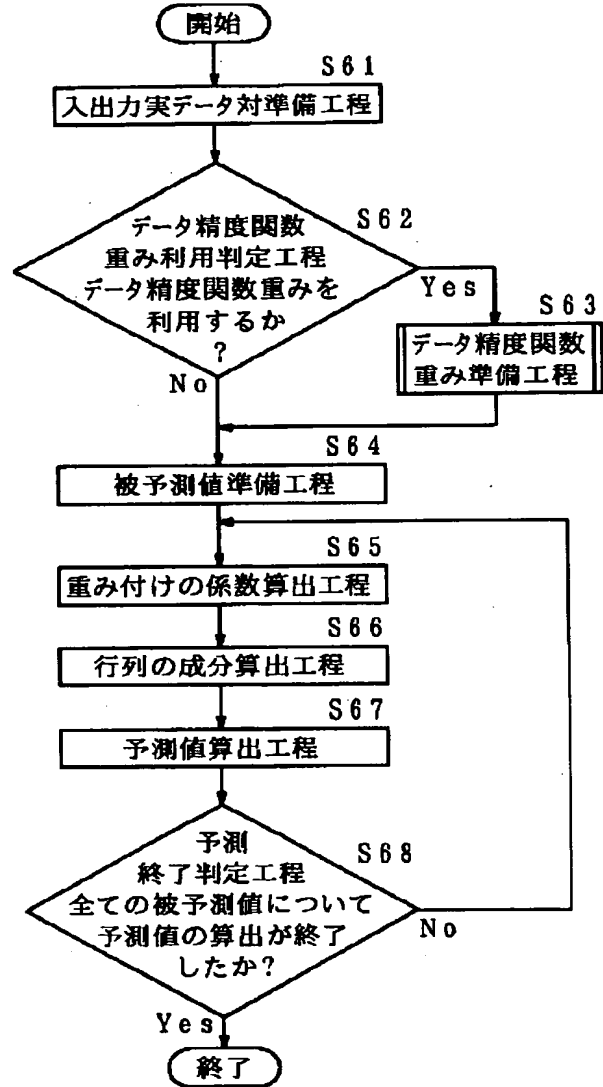 開始
S61
入出力実データ対準備工程
S62
データ精度関数
重み利用判定工程
データ精度関数重みを
利用するか
?
Yes
No
S63
データ精度関数
重み準備工程
S64
被予測値準備工程
S65
重み付けの係数算出工程
S66
行列の成分算出工程
S67
予測値算出工程
S68
予測
終了判定工程
全ての被予測値について
予測値の算出が終了
したか?
No
Yes
終了